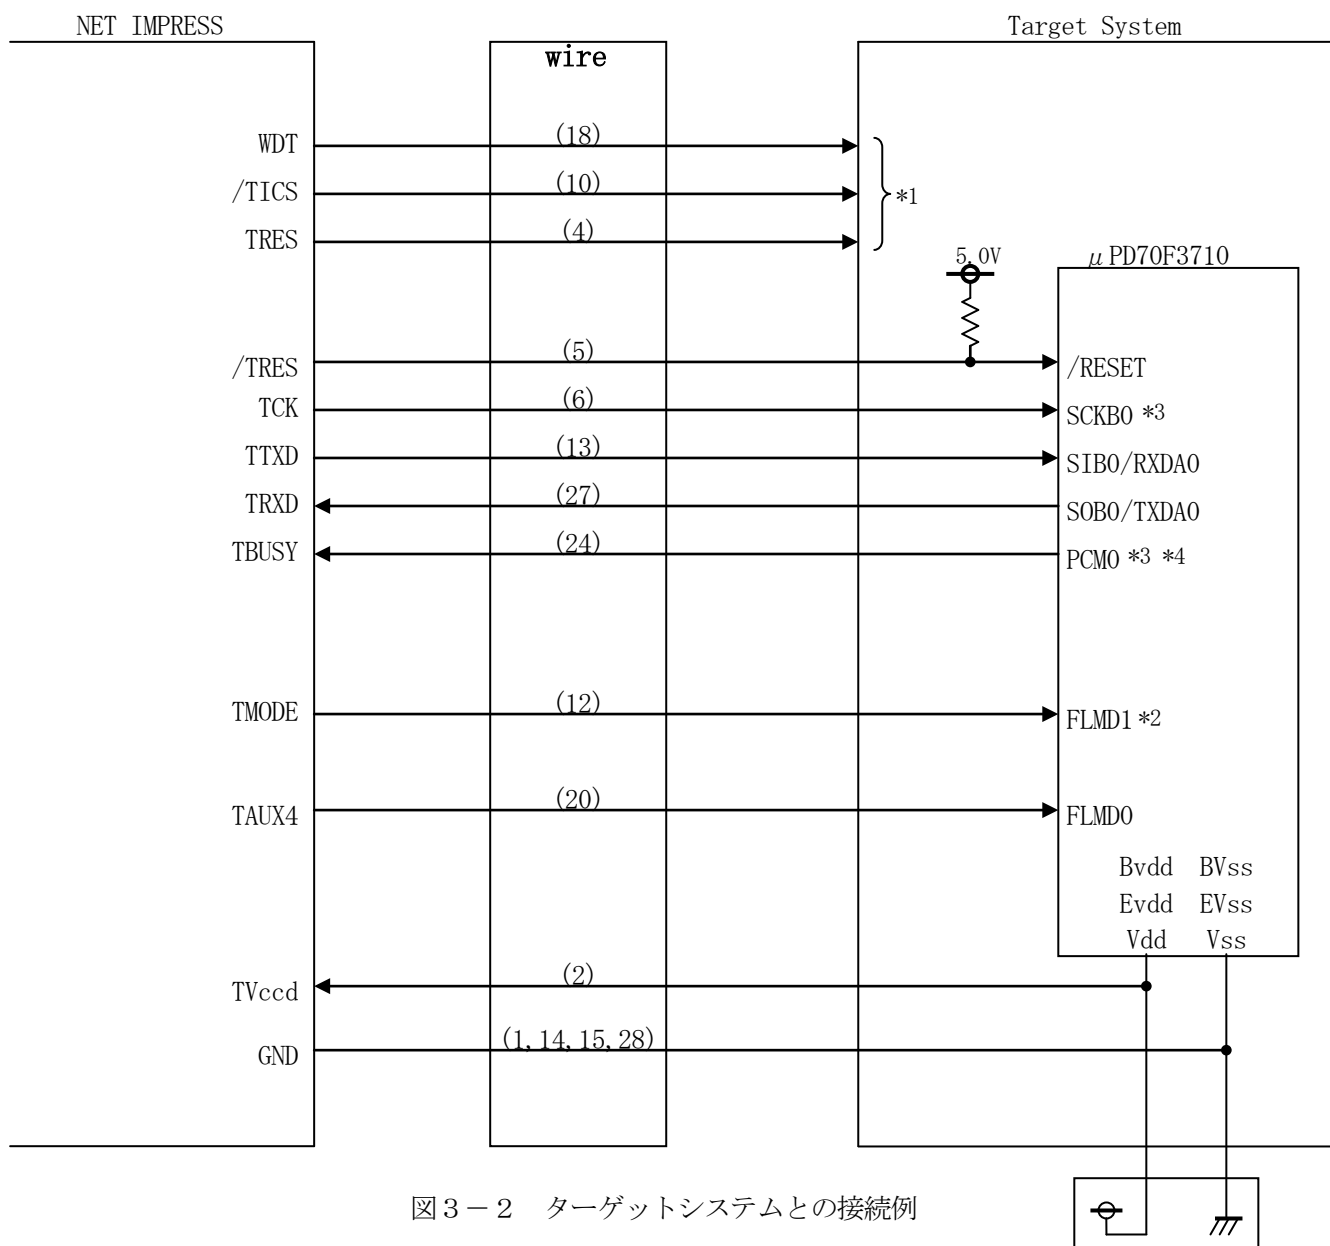 NET IMPRESS
wire
Target System
WDT (18)
/TICS (10) *1
TRES (4)
5.0V μPD70F3710
/TRES (5) /RESET
TCK (6) SCKB0 *3
TTXD (13) SIB0/RXDA0
TRXD (27) SOB0/TXDA0
TBUSY (24) PCM0 *3 *4
TMODE (12) FLMD1 *2
TAUX4 (20) FLMD0
Bvdd BVss
Evdd EVss
Vdd Vss
TVccd (2)
GND (1,14,15,28)
図3-2 ターゲットシステムとの接続例